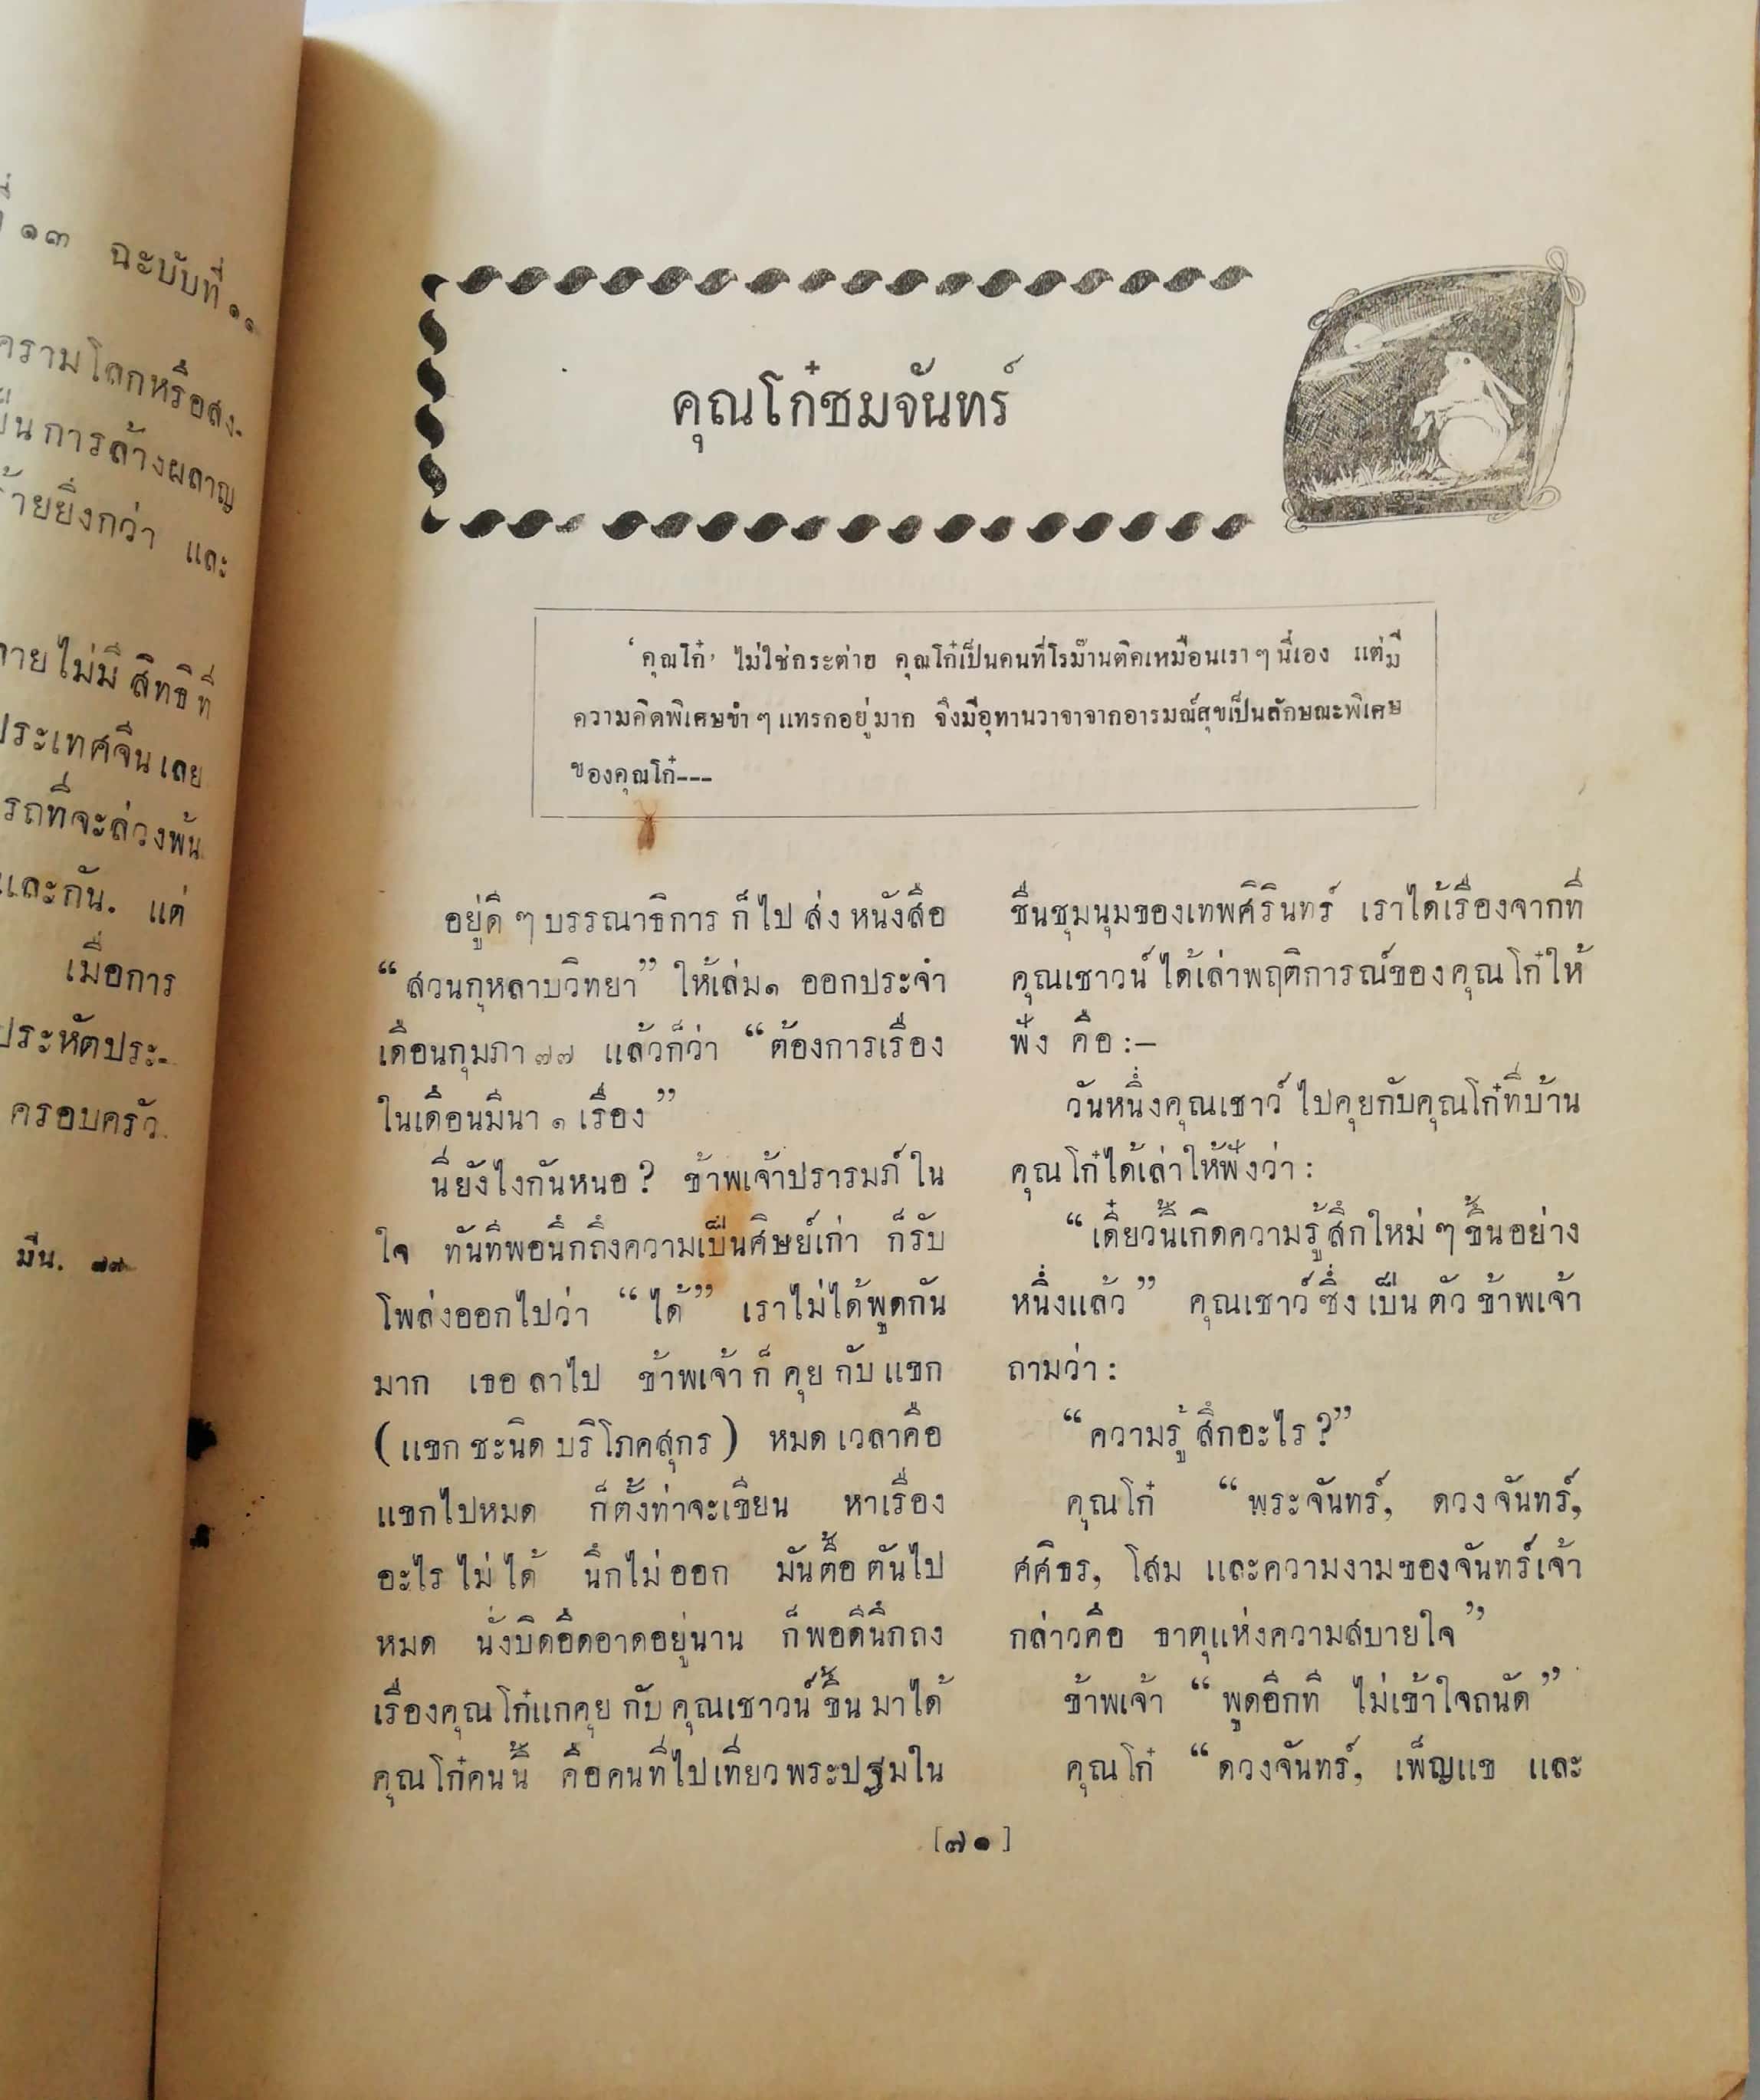 ที่ ๑๓ ฉะบับที่ ๑๑
ครามโลกหรือสง-
เป็นการล้างผลาญ
ร้ายยิ่งกว่า และ
กายไม่มีสิทธิที่
ประเทศจีนเลย
รถที่จะล่วงพ้น
และกัน. แต่
เมื่อการ
ประหัตประ-
ครอบครัว
มีน. ๗๗
คุณโก๋ชมจันทร์
‘คุณโก๋’ ไม่ใช่กระต่าย คุณโก๋เป็นคนที่โรม๊านติคเหมือนเรา ๆ นี้เอง แต่มี
ความคิดพิเศษขำ ๆ แทรกอยู่มาก จึงมีอุทานวาจาจากอารมณ์สุขเป็นลักษณะพิเศษ
ของคุณโก๋---
อยู่ดี ๆ บรรณาธิการ ก็ไป ส่ง หนังสือ
“สวนกุหลาบวิทยา” ให้เล่ม๑ ออกประจำ
เดือนกุมภา ๗๗ แล้วก็ว่า “ต้องการเรื่อง
ในเดือนมีนา ๑ เรื่อง”
นี่ยังไงกันหนอ? ข้าพเจ้าปรารมภ์ ใน
ใจ ทันทีพอนึกถึงความเป็นศิษย์เก่า ก็รับ
โพล่งออกไปว่า “ได้” เราไม่ได้พูดกัน
มาก เธอ ลาไป ข้าพเจ้า ก็ คุย กับ แขก
(แขก ชะนิด บริโภคสุกร) หมด เวลาคือ
แขกไปหมด ก็ตั้งท่าจะเขียน หาเรื่อง
อะไร ไม่ ได้ นึกไม่ ออก มันตื้อ ตันไป
หมด นั่งบิดอืดอาดอยู่นาน ก็พอดีนึกถึง
เรื่องคุณโก๋แกคุย กับ คุณเชาวน์ ขึ้น มาได้
คุณโก๋คนนี้ คือคนที่ไปเที่ยวพระปฐมใน
ชื่นชุมนุมของเทพศิรินทร์ เราได้เรื่องจากที่
คุณเชาวน์ ได้เล่าพฤติการณ์ของคุณโก๋ให้
ฟัง คือ :—
วันหนึ่งคุณเชาว์ ไปคุยกับคุณโก๋ที่บ้าน
คุณโก๋ได้เล่าให้ฟังว่า :
“เดี๋ยวนี้เกิดความรู้สึกใหม่ ๆ ขึ้นอย่าง
หนึ่งแล้ว” คุณเชาว์ ซึ่ง เป็น ตัว ข้าพเจ้า
ถามว่า :
“ความรู้ สึกอะไร ?”
คุณโก๋ “พระจันทร์, ดวงจันทร์,
ศศิธร, โสม และความงามของจันทร์เจ้า
กล่าวคือ ธาตุแห่งความสบายใจ”
ข้าพเจ้า “พูดอีกที ไม่เข้าใจถนัด”
คุณโก๋ “ดวงจันทร์, เพ็ญแข และ
[๗๑]